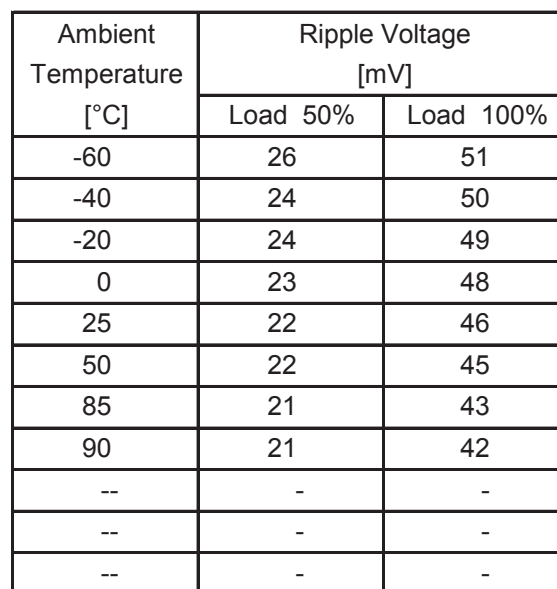 Ambient Temperature [°C] Ripple Voltage [mV]
Load 50% Load 100%
-60 26 51
-40 24 50
-20 24 49
0 23 48
25 22 46
50 22 45
85 21 43
90 21 42
-- - -
-- - -
-- - -